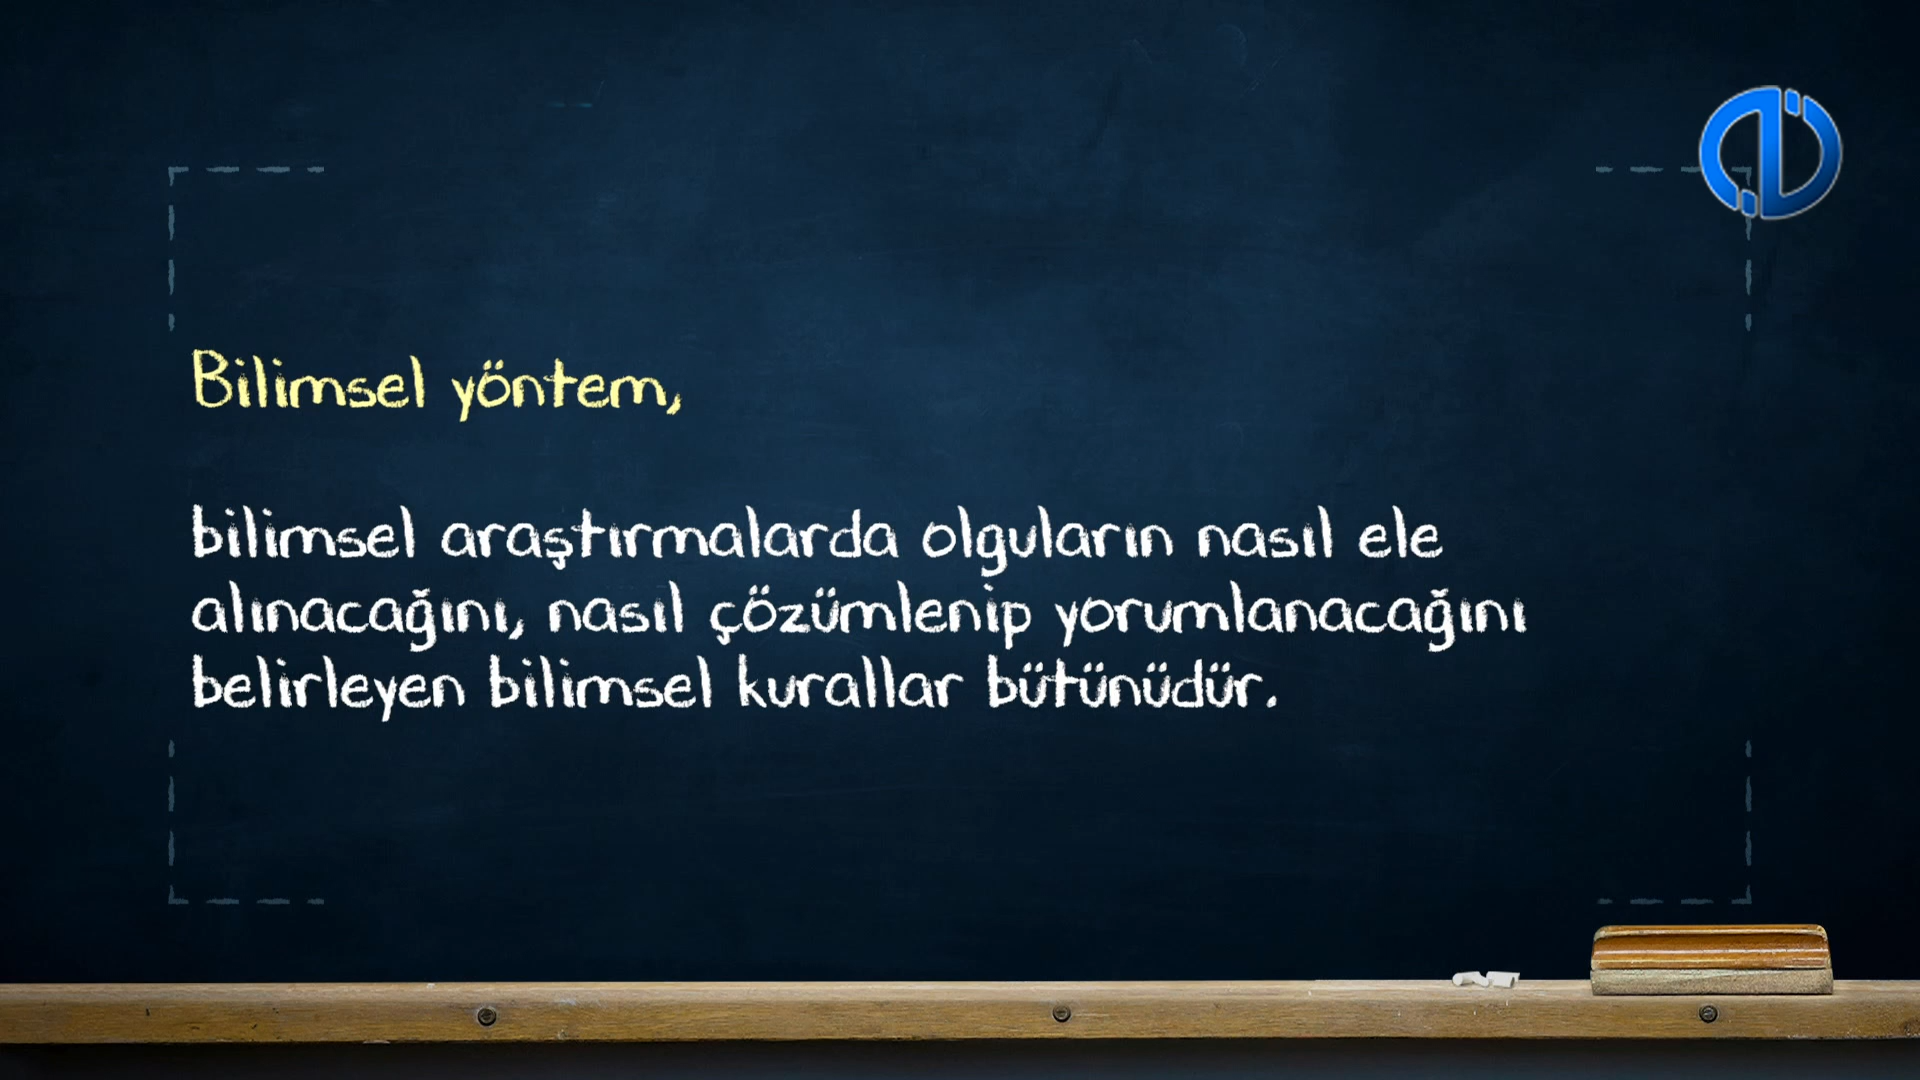 Bilimsel yöntem,
bilimsel araştırmalarda olguların nasıl ele
alınacağını, nasıl çözümlenip yorumlanacağını
belirleyen bilimsel kurallar bütünüdür.